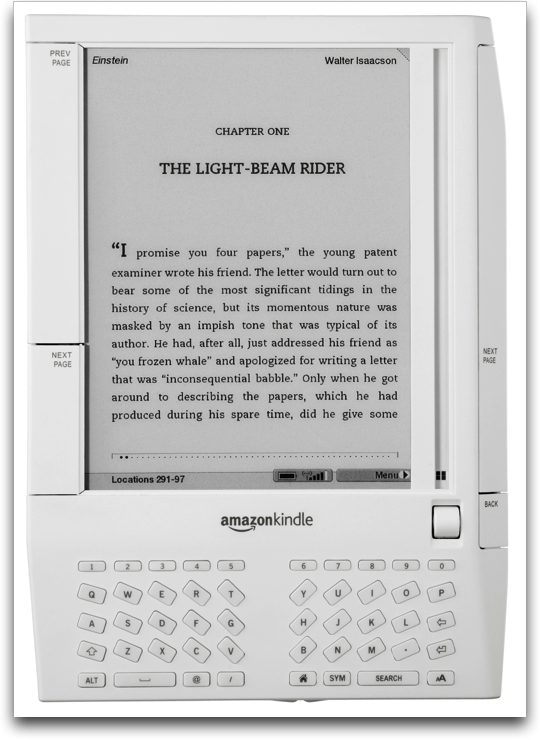 PREV
PAGE
Einstein Walter Isaacson
CHAPTER ONE
THE LIGHT-BEAM RIDER
“I promise you four papers,” the young patent
examiner wrote his friend. The letter would turn out to
bear some of the most significant tidings in the
history of science, but its momentous nature was
masked by an impish tone that was typical of its
author. He had, after all, just addressed his friend as
“you frozen whale” and apologized for writing a letter
that was “inconsequential babble.” Only when he got
around to describing the papers, which he had
produced during his spare time, did he give some
NEXT
PAGE
NEXT
PAGE
Locations 291-97 Menu
BACK
amazonkindle
1 2 3 4 5 6 7 8 9 0
Q W E R T Y U I O P
A S D F G H J K L
Z X C V B N M .
ALT @ / SYM SEARCH AA